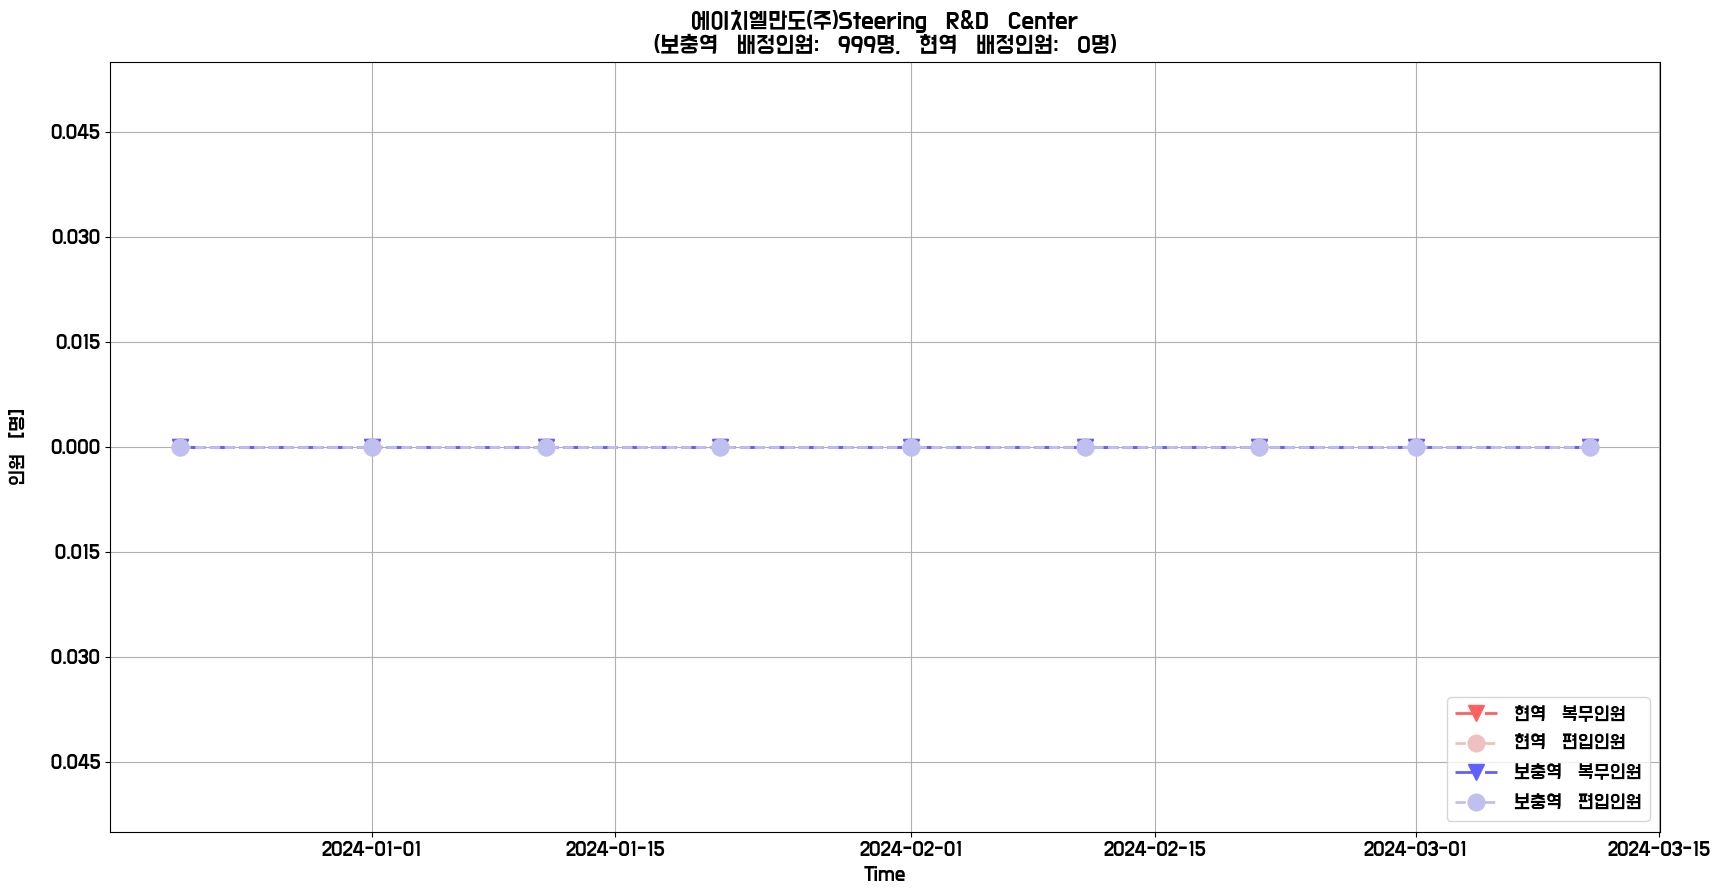 에이치엘만도(주)Steering R&D Center
(보충역 배정인원: 999명, 현역 배정인원: 0명)
인원 [명]
0.045
0.030
0.015
0.000
0.015
0.030
0.045
현역 복무인원
현역 편입인원
보충역 복무인원
보충역 편입인원
2024-01-01 2024-01-15 2024-02-01 2024-02-15 2024-03-01 2024-03-15
Time